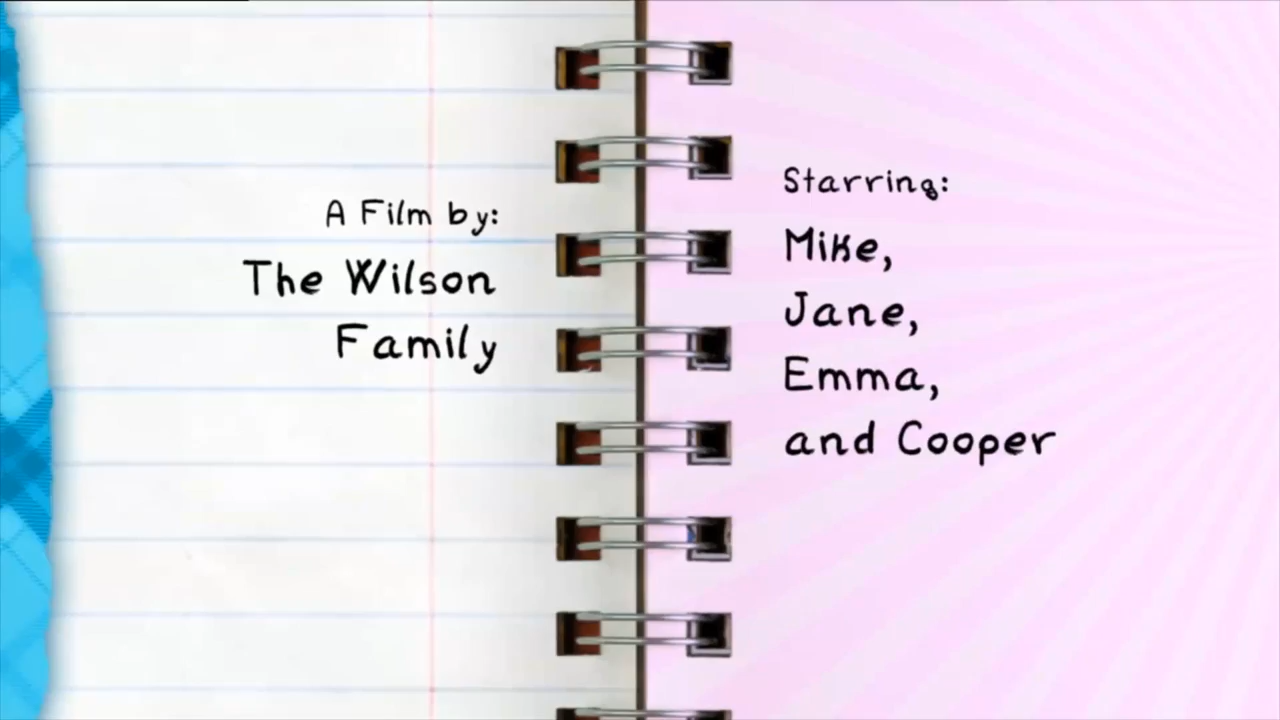 A Film by:
The Wilson
Family
Starring:
Mike,
Jane,
Emma,
and Cooper